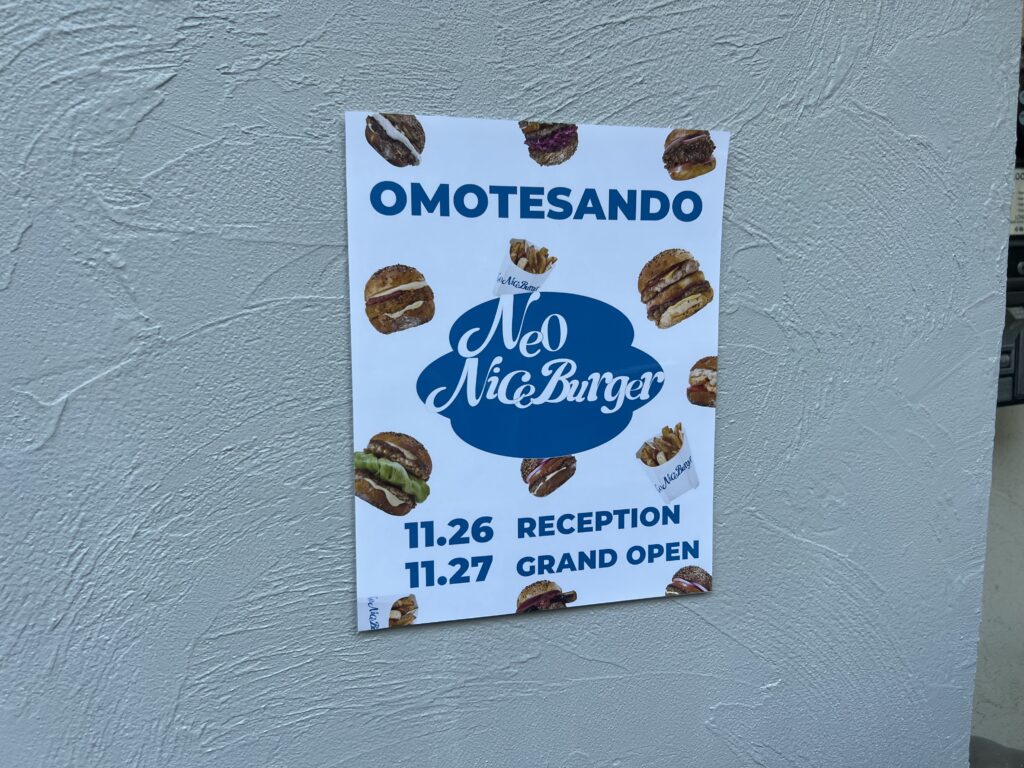 OMOTESANDO
Neo
NiceBurger
11.26 RECEPTION
11.27 GRAND OPEN